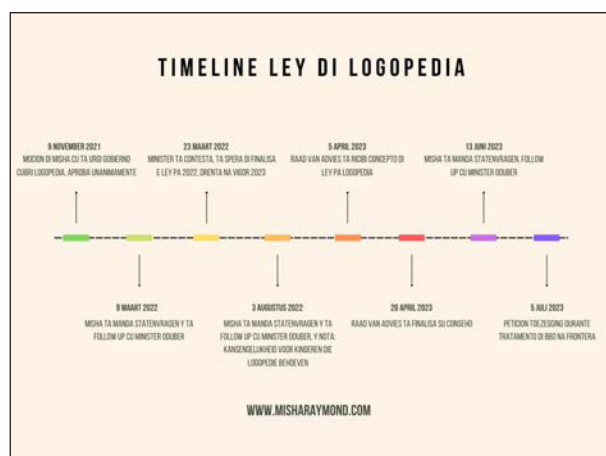 TIMELINE LEY DI LOGOPEDIA
9 NOVEMBER 2021
MOCION DI MISHA CU TA URGI GOBIERNO
CUBRI LOGOPEDIA, APROBA UNANIMAMENTE
23 MAART 2022
MINISTER TA CONTESTA, TA SPERA DI FINALISA
E LEY PA 2022, DRENTA NA VIGOR 2023
5 APRIL 2023
RAAD VAN ADVIES TA RICIBI CONCEPTO DI
LEY PA LOGOPEDIA
13 JUNI 2023
MISHA TA MANDA STATENVRAGEN, FOLLOW
UP CU MINISTER ODUBER
9 MAART 2022
MISHA TA MANDA STATENVRAGEN Y TA
FOLLOW UP CU MINISTER ODUBER
3 AUGUSTUS 2022
MISHA TA MANDA STATENVRAGEN Y TA
FOLLOW UP CU MINISTER ODUBER, Y NOTA:
KANSENGELIJKHEID VOOR KINDEREN DIE
LOGOPEDIE BEHOEVEN
26 APRIL 2023
RAAD VAN ADVIES TA FINALISA SU CONSEHO
5 JULI 2023
PETICION TOEZEGGING DURANTE
TRATAMENTO DI BBO NA FRONTERA
WWW.MISHARAYMOND.COM